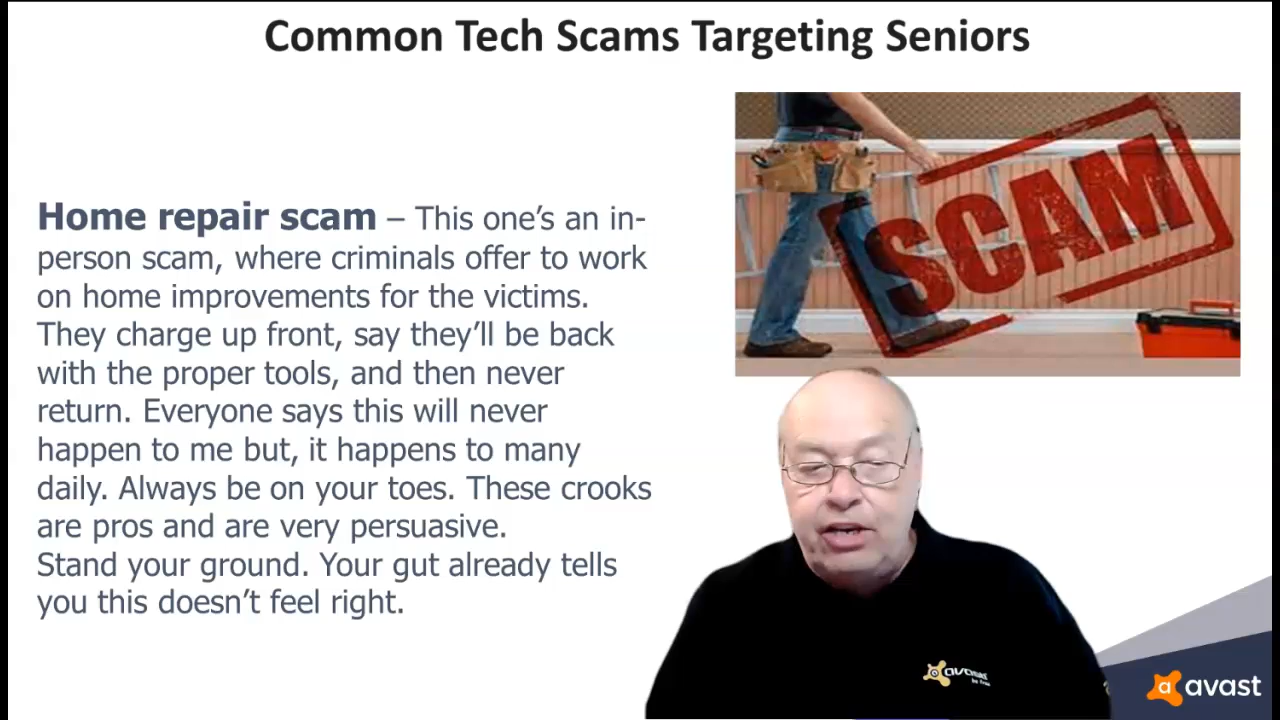 Common Tech Scams Targeting Seniors
SCAM
Home repair scam – This one’s an in-
person scam, where criminals offer to work
on home improvements for the victims.
They charge up front, say they’ll be back
with the proper tools, and then never
return. Everyone says this will never
happen to me but, it happens to many
daily. Always be on your toes. These crooks
are pros and are very persuasive.
Stand your ground. Your gut already tells
you this doesn’t feel right.
avast
be free
avast